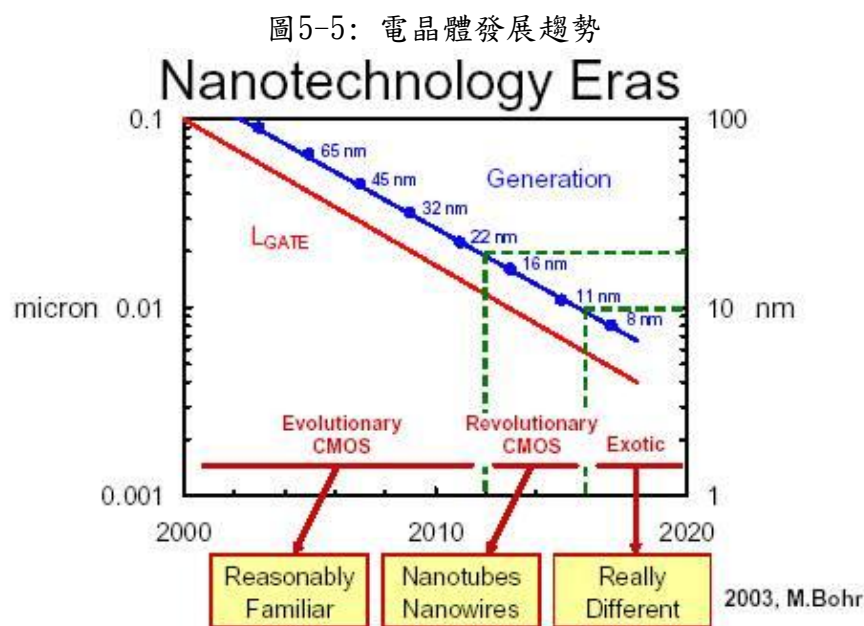 圖5-5: 電晶體發展趨勢
Nanotechnology Eras
0.1
100
65 nm
45 nm
Generation
32 nm
L_GATE
22 nm
16 nm
micron 0.01
11 nm
10 nm
8 nm
Evolutionary
CMOS
Revolutionary
CMOS
Exotic
0.001
1
2000
2010
2020
Reasonably
Familiar
Nanotubes
Nanowires
Really
Different
2003, M.Bohr